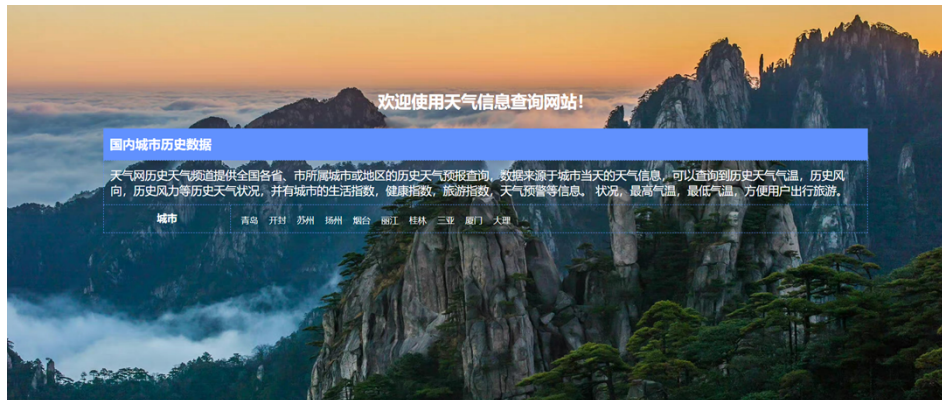 欢迎使用天气信息查询网站！
国内城市历史数据
天气网历史天气频道提供全国各省、市所属城市或地区的历史天气预报查询，数据来源于城市当天的天气信息，可以查询到历史天气气温，历史风
向，历史风力等历史天气状况，并有城市的生活指数，健康指数，旅游指数，天气预警等信息。 状况，最高气温，最低气温，方便用户出行旅游。
城市 青岛 开封 苏州 扬州 烟台 丽江 桂林 三亚 厦门 大理